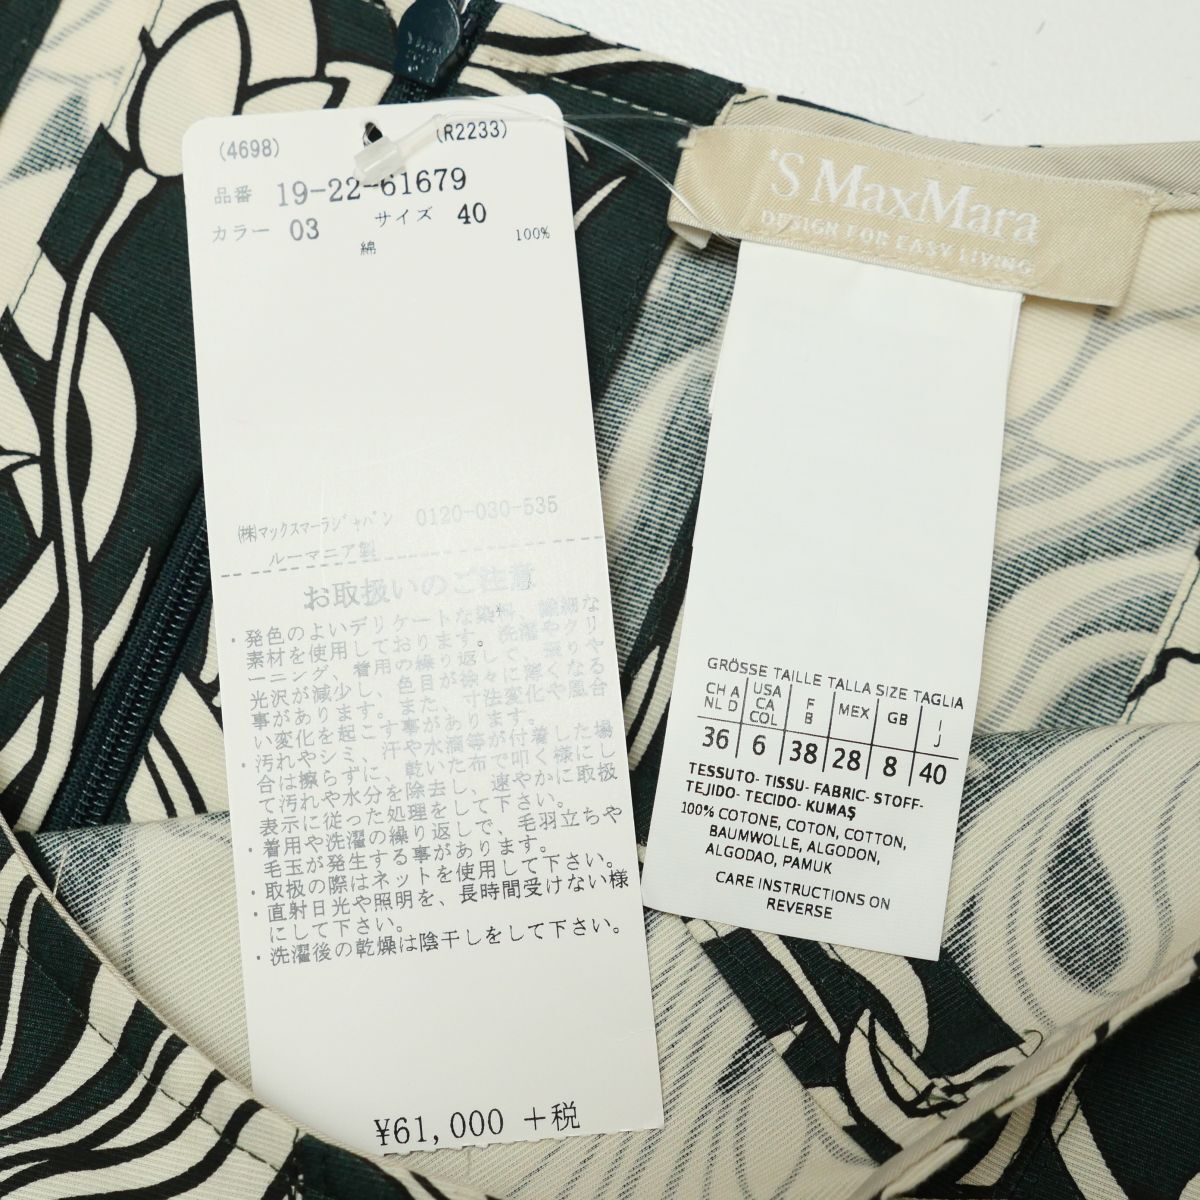 (4698) (R2233)
品番 19-22-61679
カラー 03 サイズ 40
綿 100%
㈱マックスマーラジャパン 0120-030-535
ルーマニア製
お取扱いのご注意
・発色のよいデリケートな染料、繊細な
素材を使用しております。洗濯やクリ
ーニング、着用の繰り返しで、張りや
光沢が減少し、色目が徐々に薄くなる
事があります。また、寸法変化や風合
い変化を起こす事があります。
・汚れやシミ、汗や水滴等が付着した場
合は擦らずに、乾いた布で叩く様にし
て汚れや水分を除去し、速やかに取扱
表示に従った処理をして下さい。
・着用や洗濯の繰り返しで、毛羽立ちや
毛玉が発生する事があります。
・取扱の際はネットを使用して下さい。
・直射日光や照明を、長時間受けない様
にして下さい。
・洗濯後の乾燥は陰干しをして下さい。
¥61,000 +税
'S MaxMara
DESIGN FOR EASY LIVING
GRÖSSE TAILLE TALLA SIZE TAGLIA
CH A NL D USA CA COL F B MEX GB I J
36 6 38 28 8 40
TESSUTO- TISSU- FABRIC- STOFF-
TEJIDO- TECIDO- KUMAŞ
100% COTONE, COTON, COTTON,
BAUMWOLLE, ALGODON,
ALGODAO, PAMUK
CARE INSTRUCTIONS ON
REVERSE